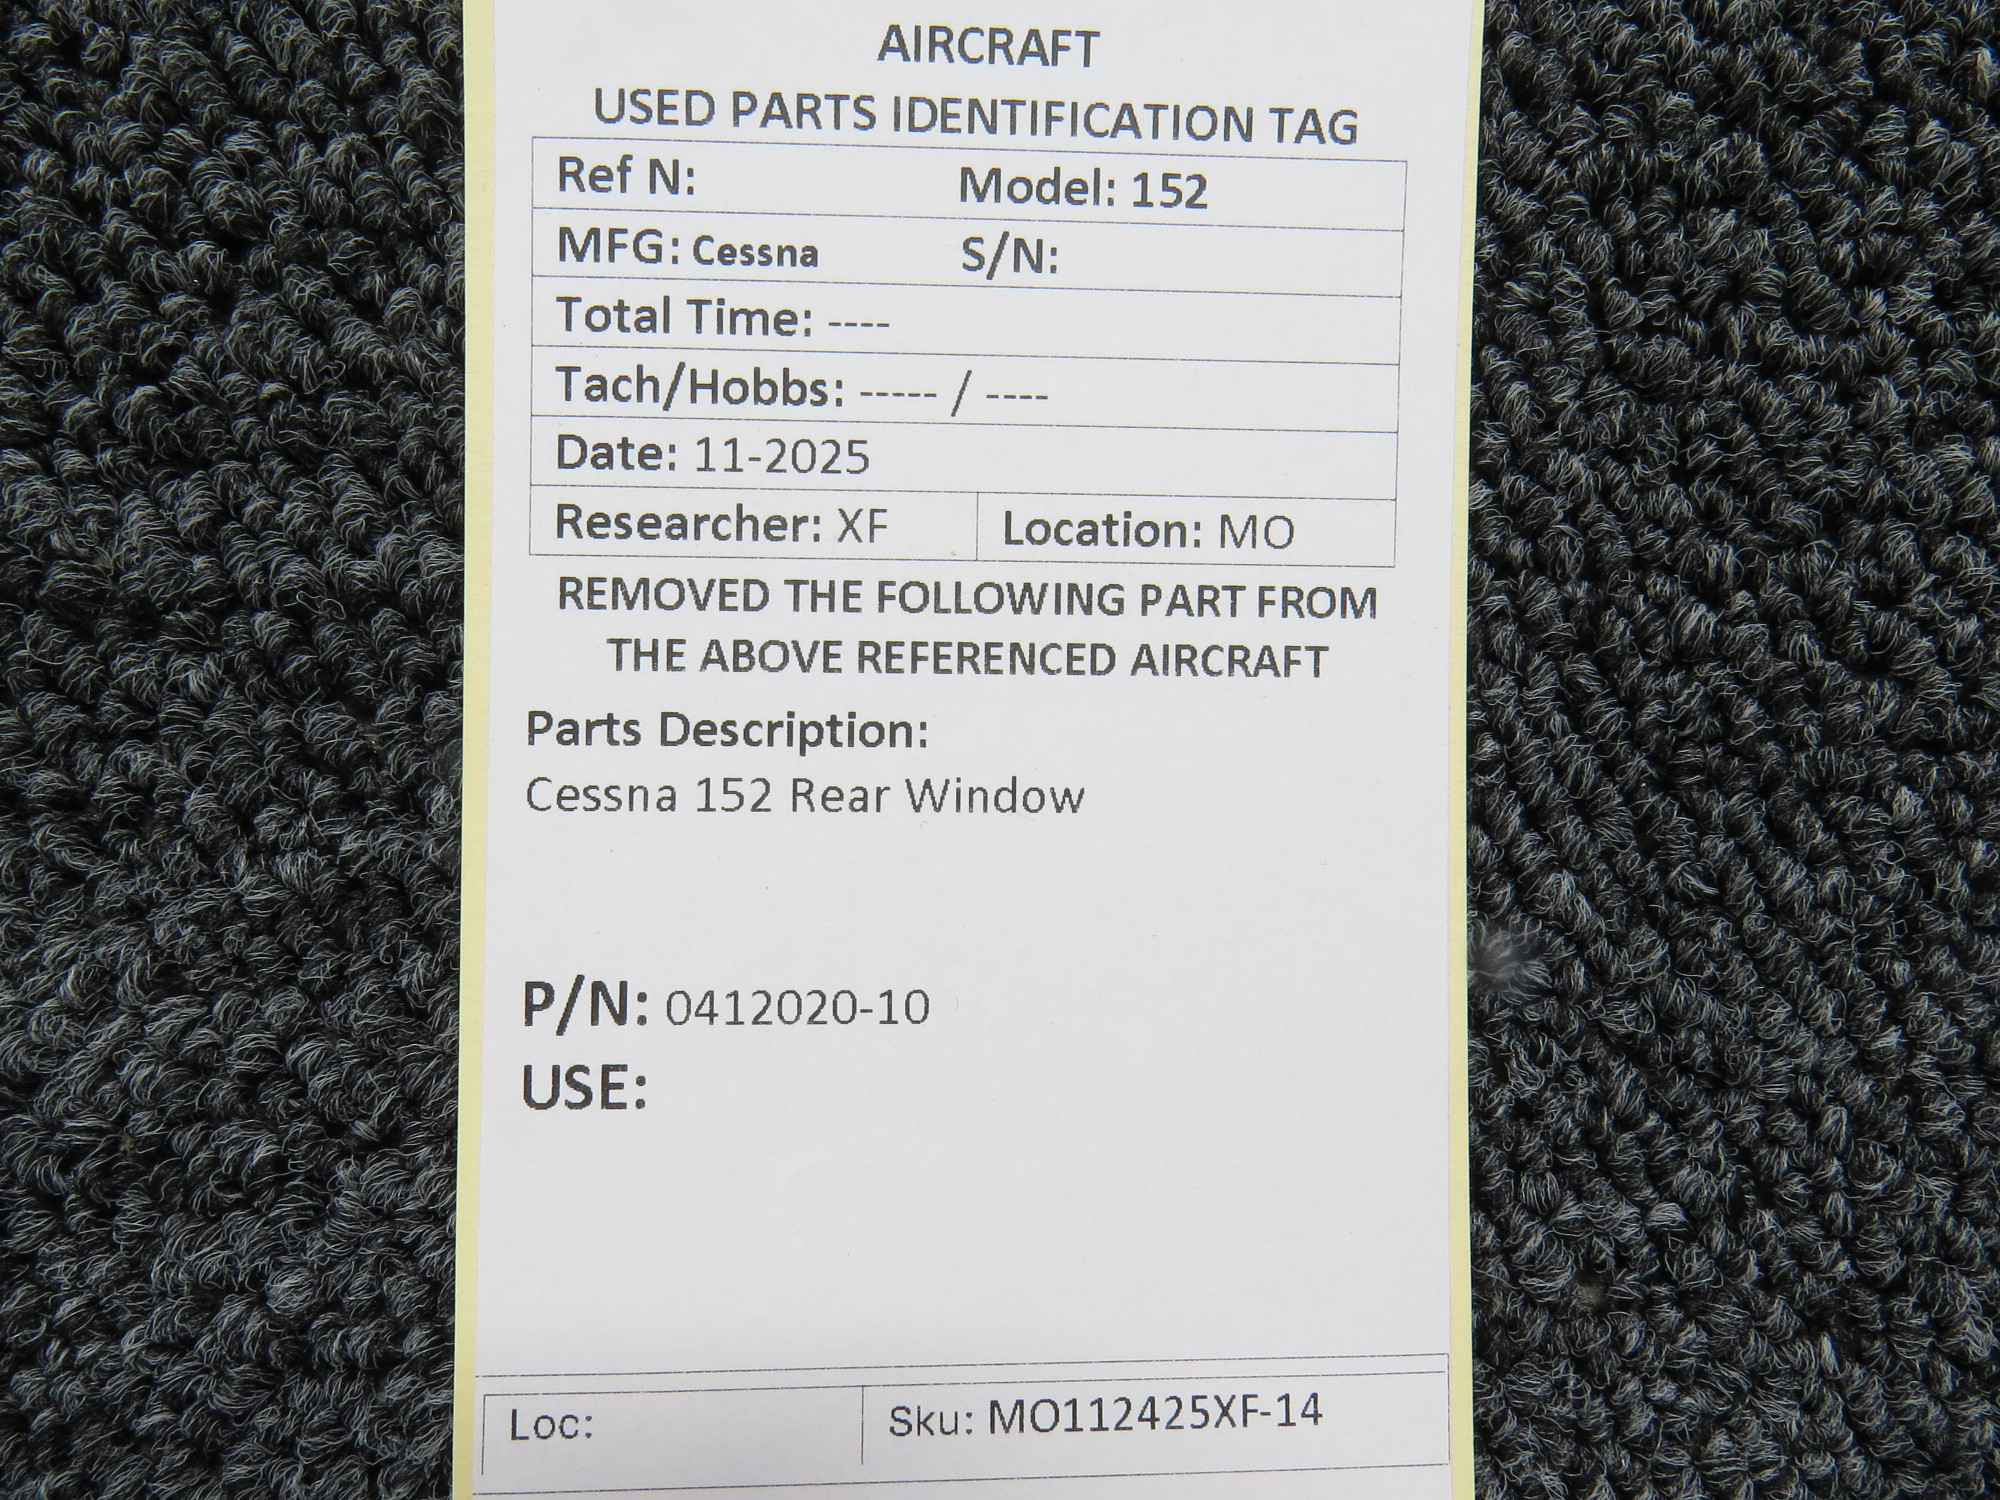 AIRCRAFT
USED PARTS IDENTIFICATION TAG
Ref N: Model: 152
MFG: Cessna S/N:
Total Time: ----
Tach/Hobbs: ----- / ----
Date: 11-2025
Researcher: XF Location: MO
REMOVED THE FOLLOWING PART FROM
THE ABOVE REFERENCED AIRCRAFT
Parts Description:
Cessna 152 Rear Window
P/N: 0412020-10
USE:
Loc: Sku: MO112425XF-14